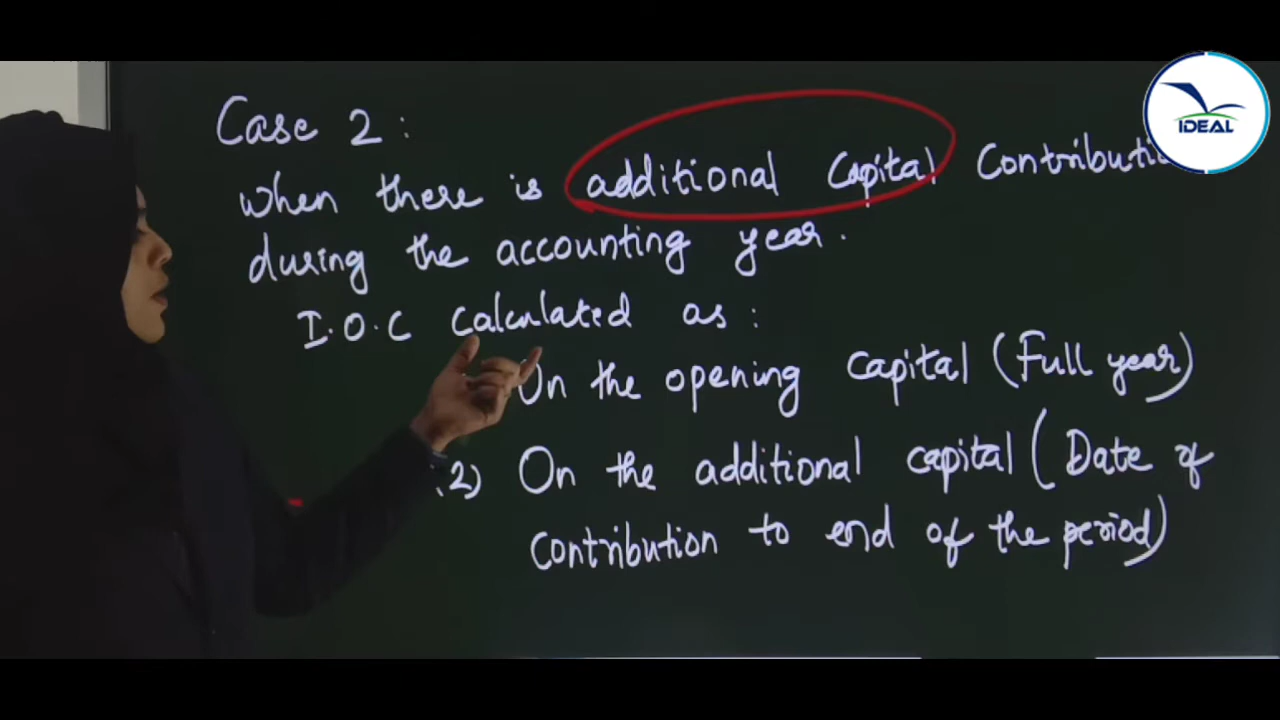 Case 2 :
When there is additional Capital Contributi
during the accounting year.
I.O.C Calculated as :
On the opening capital (Full year)
2) On the additional capital (Date of
Contribution to end of the period)
IDEAL